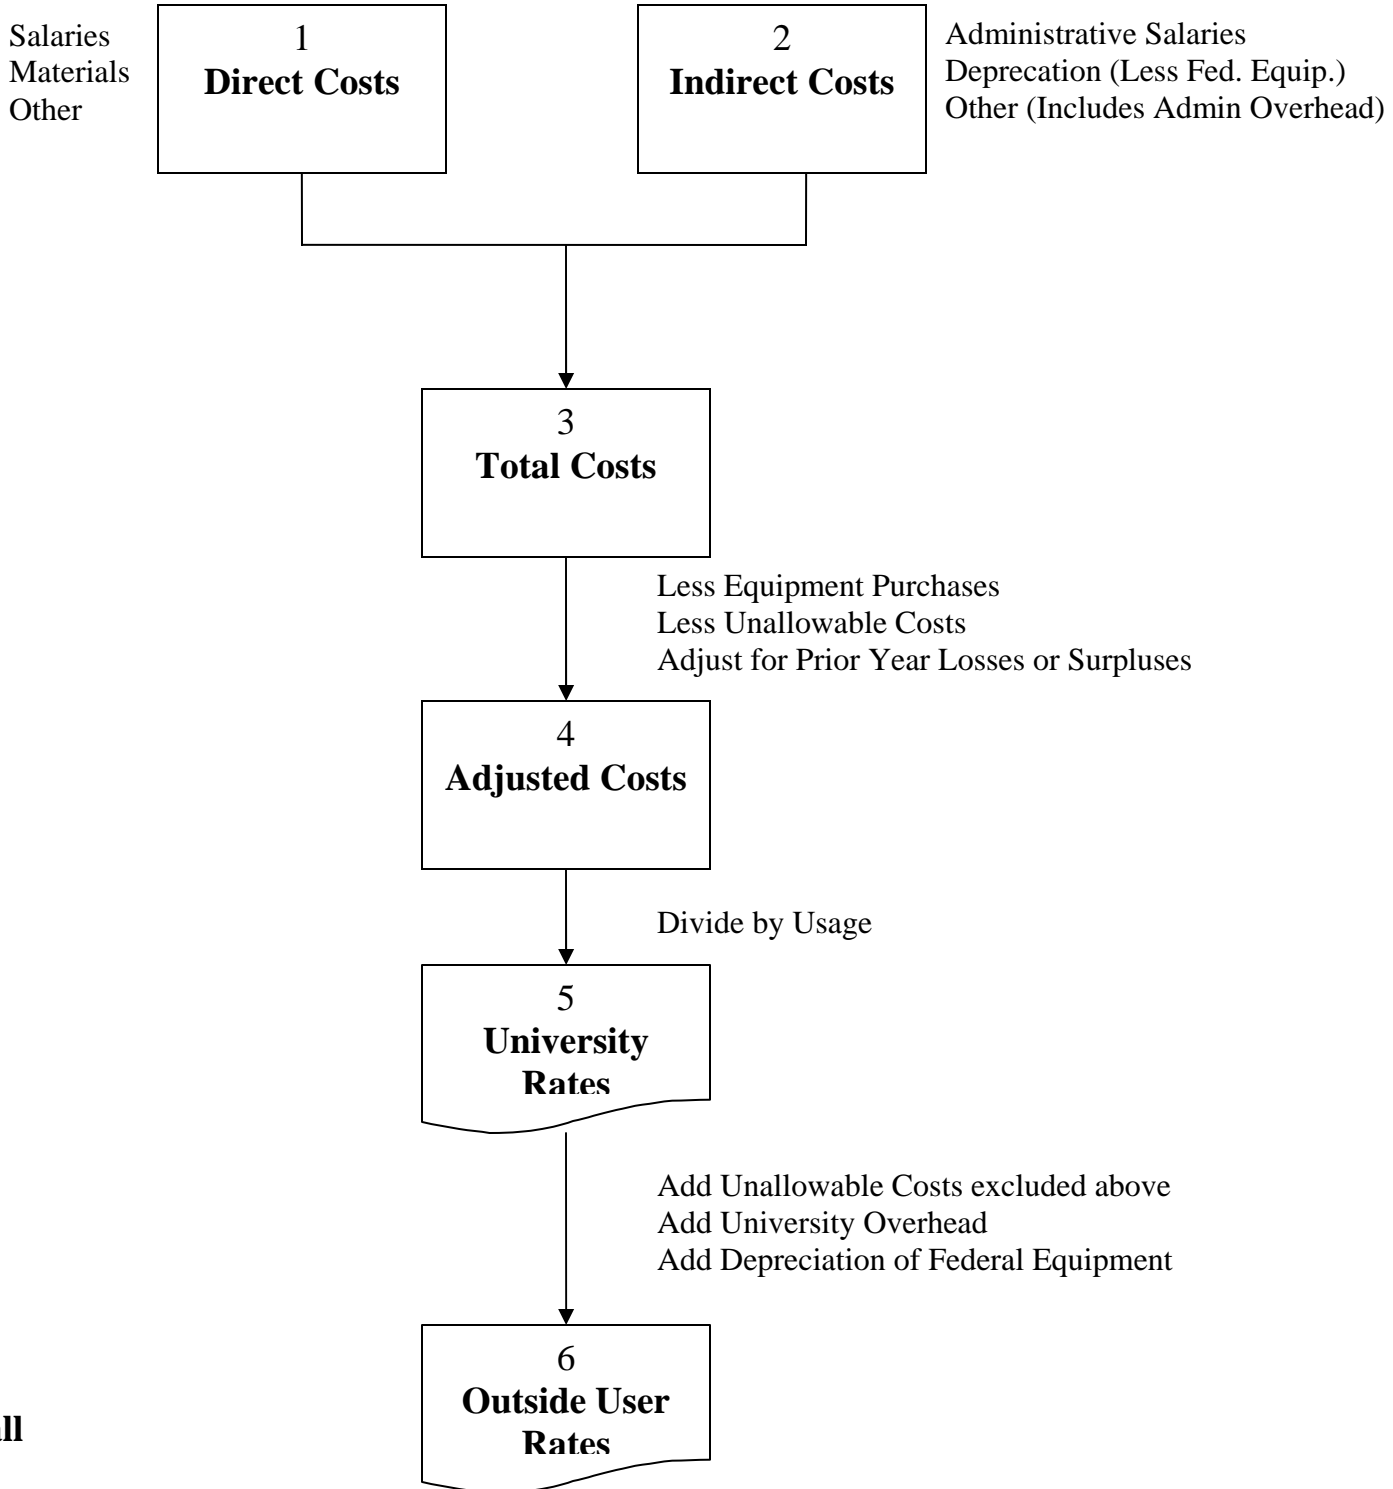 Salaries
Materials
Other
1
Direct Costs
2
Indirect Costs
Administrative Salaries
Deprecation (Less Fed. Equip.)
Other (Includes Admin Overhead)
3
Total Costs
Less Equipment Purchases
Less Unallowable Costs
Adjust for Prior Year Losses or Surpluses
4
Adjusted Costs
Divide by Usage
5
University
Rates
Add Unallowable Costs excluded above
Add University Overhead
Add Depreciation of Federal Equipment
6
Outside User
Rates